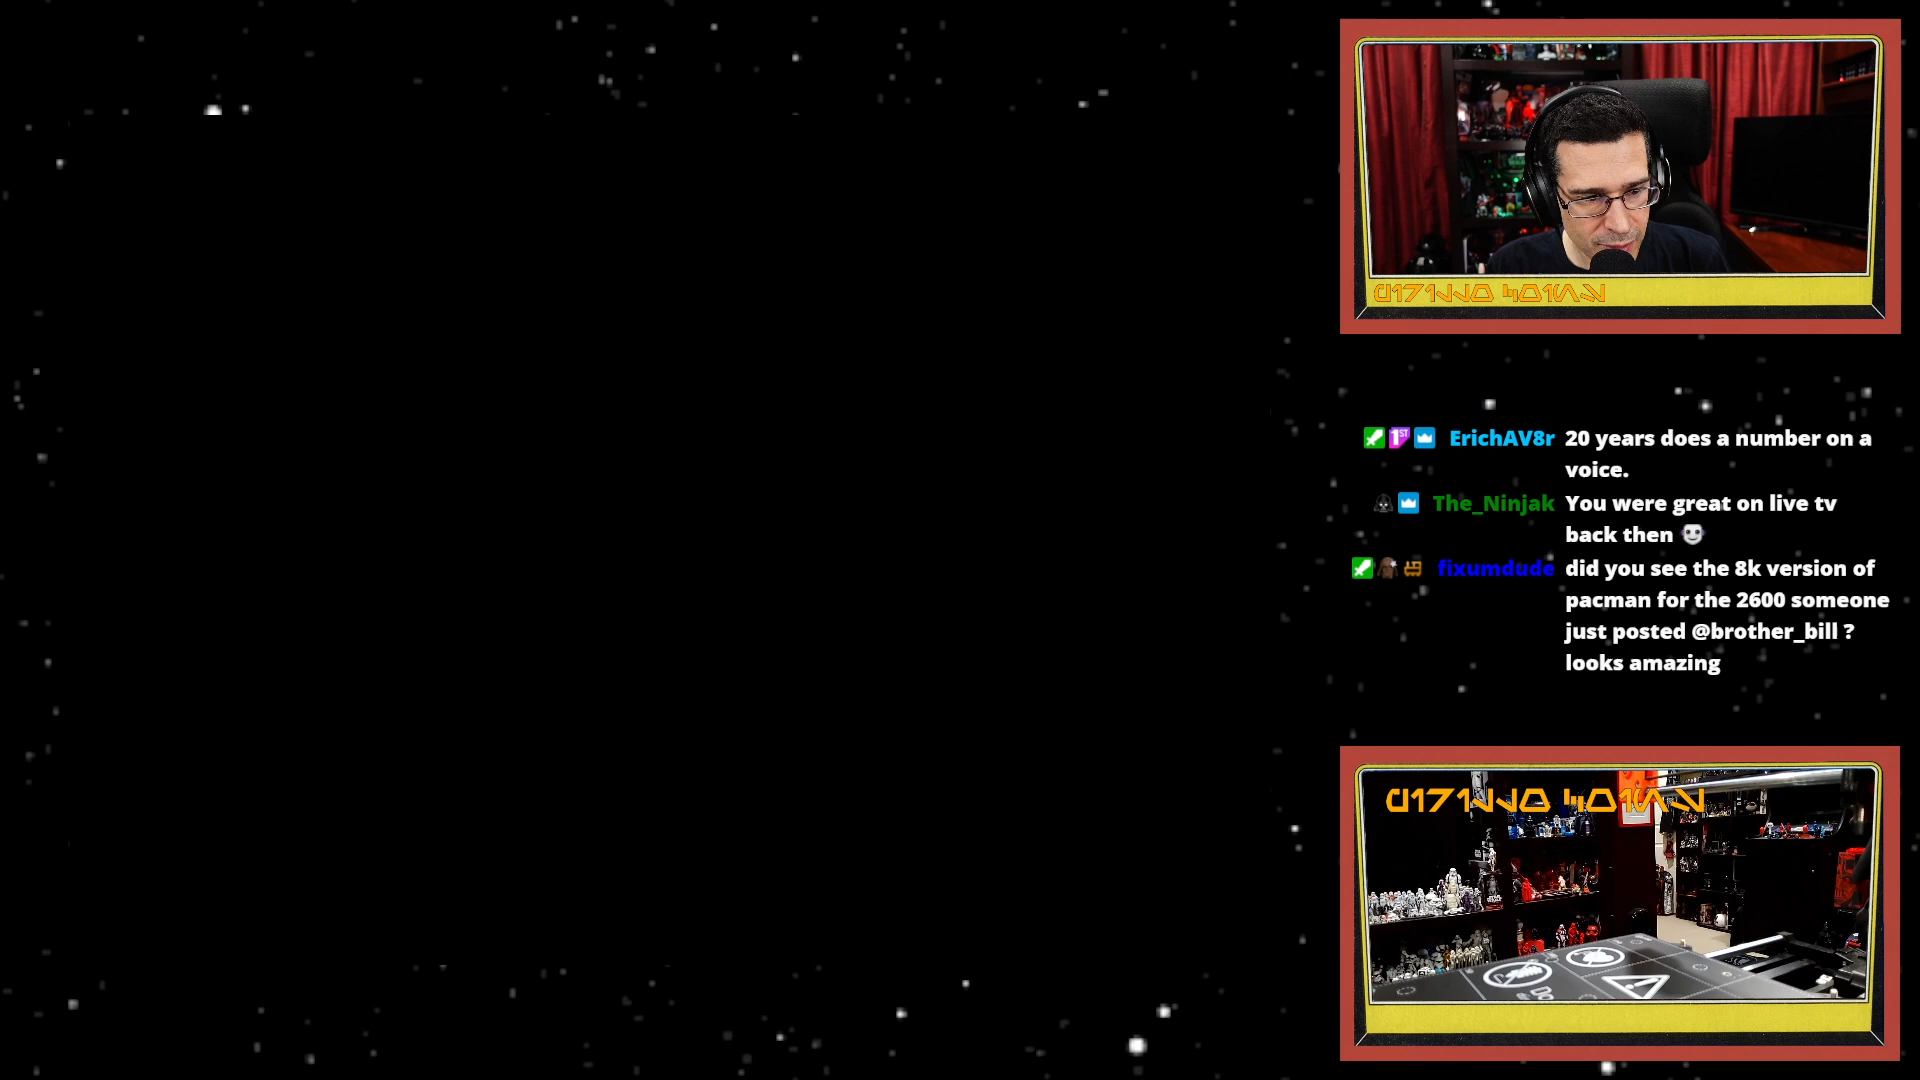 ErichAV8r 20 years does a number on a
voice.
The_Ninjak You were great on live tv
back then
fixumdude did you see the 8k version of
pacman for the 2600 someone
just posted @brother_bill ?
looks amazing